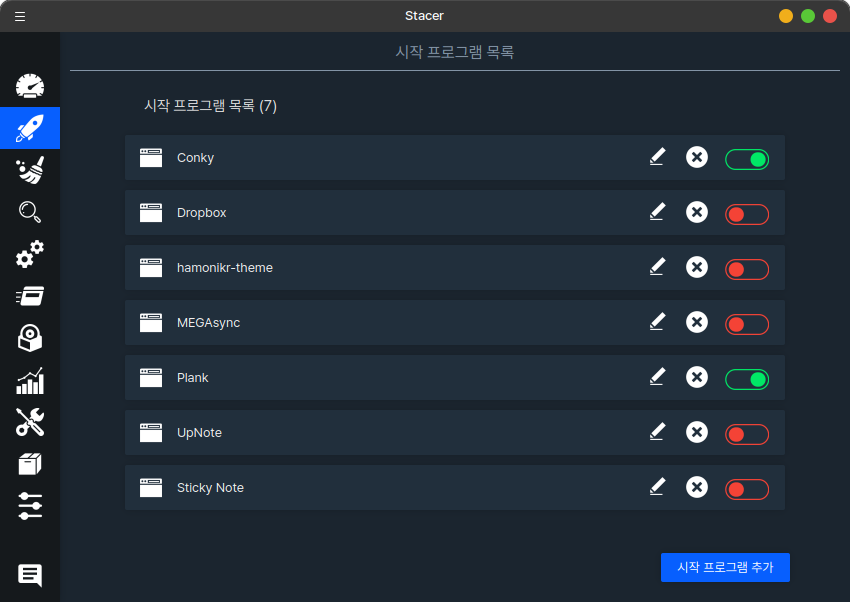 Stacer
시작 프로그램 목록
시작 프로그램 목록 (7)
Conky
Dropbox
hamonikr-theme
MEGAsync
Plank
UpNote
Sticky Note
시작 프로그램 추가